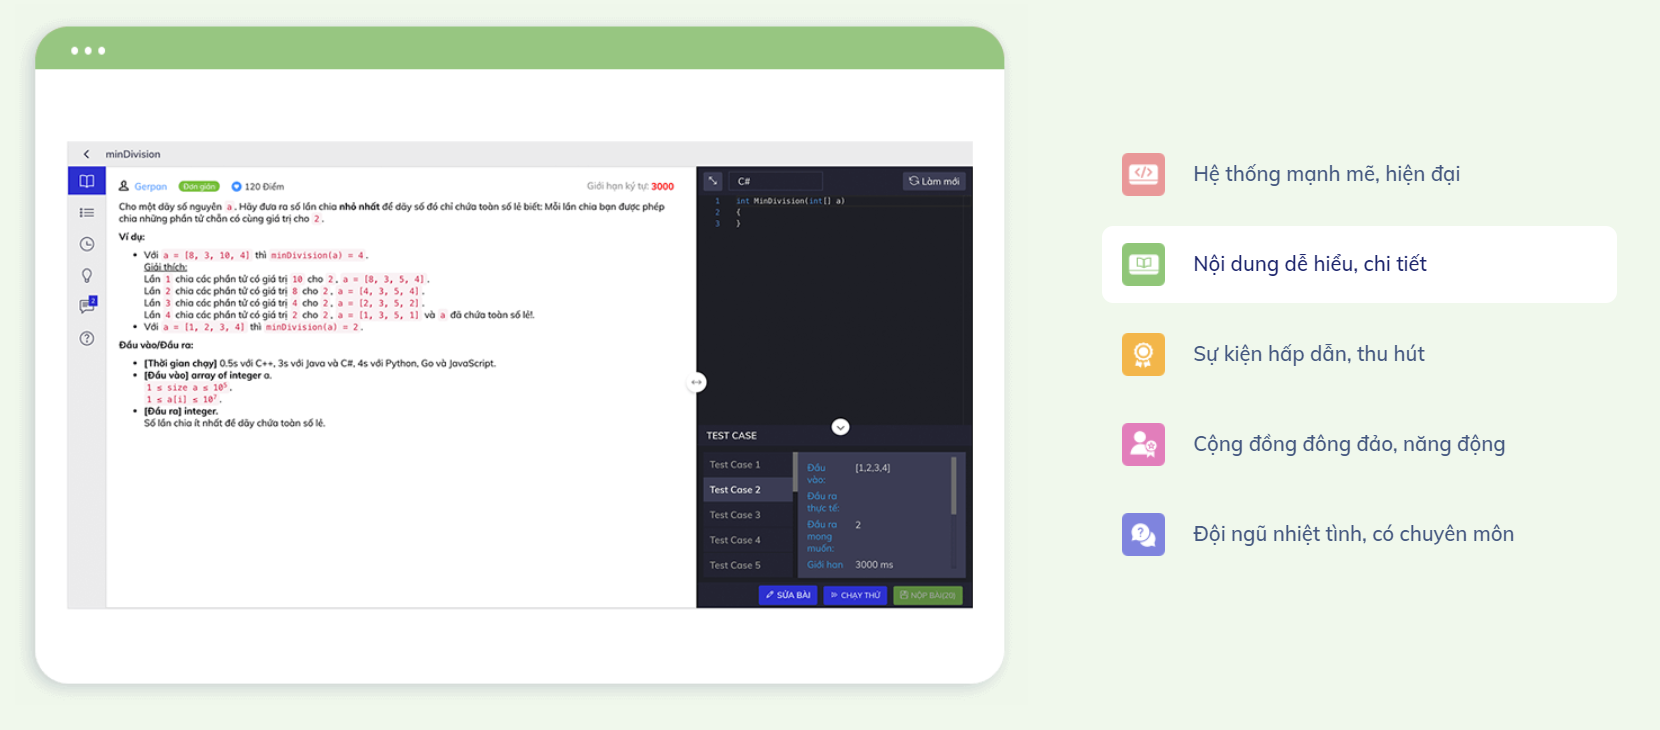 minDivision
Gerpan Đơn giản 120 Điểm Giới hạn ký tự: 3000
Cho một dãy số nguyên a. Hãy đưa ra số lần chia nhỏ nhất để dãy số đó chỉ chứa toàn số lẻ biết: Mỗi lần chia bạn được phép
chia những phần tử chẵn có cùng giá trị cho 2.
Ví dụ:
• Với a = [8, 3, 10, 4] thì minDivision(a) = 4.
Giải thích:
Lần 1 chia các phần tử có giá trị 10 cho 2, a = [8, 3, 5, 4].
Lần 2 chia các phần tử có giá trị 8 cho 2, a = [4, 3, 5, 4].
Lần 3 chia các phần tử có giá trị 4 cho 2, a = [2, 3, 5, 2].
Lần 4 chia các phần tử có giá trị 2 cho 2, a = [1, 3, 5, 1] và a đã chứa toàn số lẻ!.
• Với a = [1, 2, 3, 4] thì minDivision(a) = 2.
Đầu vào/Đầu ra:
• [Thời gian chạy] 0.5s với C++, 3s với Java và C#, 4s với Python, Go và JavaScript.
• [Đầu vào] array of integer a.
1 ≤ size a ≤ 10⁵.
1 ≤ a[i] ≤ 10⁷.
• [Đầu ra] integer.
Số lần chia ít nhất để dãy chứa toàn số lẻ.
2
C# Làm mới
1 int MinDivision(int[] a)
2 {
3 }
TEST CASE
Test Case 1
Test Case 2
Test Case 3
Test Case 4
Test Case 5
Đầu [1,2,3,4]
vào:
Đầu ra
thực tế:
Đầu ra 2
mong
muốn:
Giới hạn 3000 ms
SỬA BÀI CHẠY THỬ NỘP BÀI(20)
Hệ thống mạnh mẽ, hiện đại
Nội dung dễ hiểu, chi tiết
Sự kiện hấp dẫn, thu hút
Cộng đồng đông đảo, năng động
Đội ngũ nhiệt tình, có chuyên môn